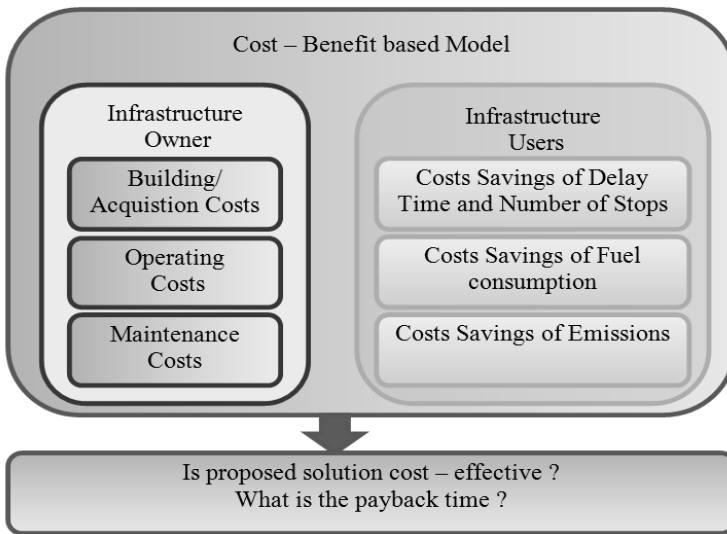 Cost – Benefit based Model
Infrastructure
Owner
Building/
Acquistion Costs
Operating
Costs
Maintenance
Costs
Infrastructure
Users
Costs Savings of Delay
Time and Number of Stops
Costs Savings of Fuel
consumption
Costs Savings of Emissions
Is proposed solution cost – effective ?
What is the payback time ?